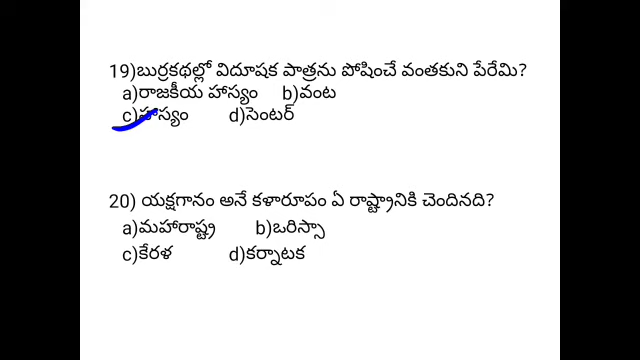 19)బుర్రకథల్లో విదూషక పాత్రను పోషించే వంతకుని పేరేమి?
a)రాజకీయ హాస్యం b)వంట
c)హాస్యం d)సెంటర్
20) యక్షగానం అనే కళారూపం ఏ రాష్ట్రానికి చెందినది?
a)మహారాష్ట్ర b)ఒరిస్సా
c)కేరళ d)కర్నాటక